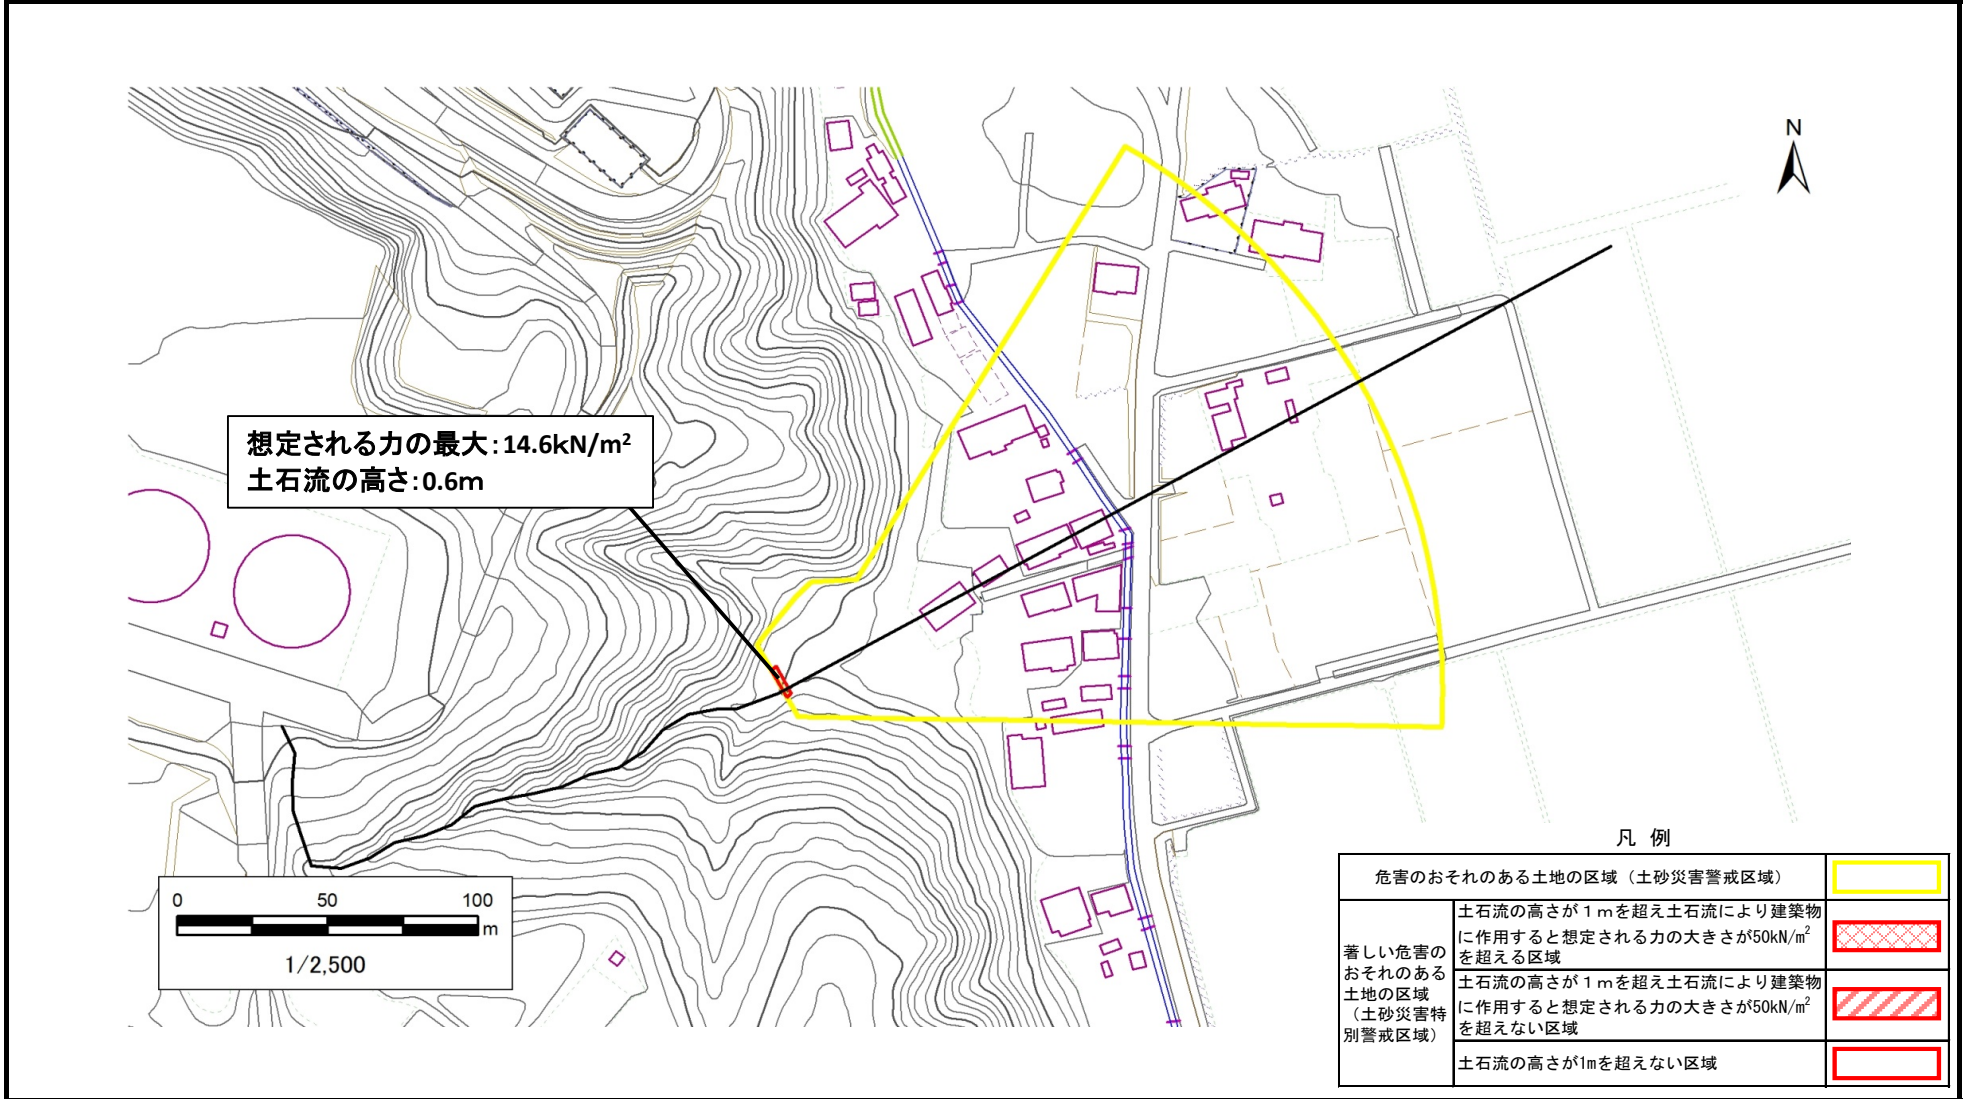 N
想定される力の最大:14.6kN/m²
土石流の高さ:0.6m
0 50 100
m
1/2,500
凡 例
危害のおそれのある土地の区域（土砂災害警戒区域）
著しい危害の
おそれのある
土地の区域
（土砂災害特
別警戒区域）
土石流の高さが１ｍを超え土石流により建築物
に作用すると想定される力の大きさが50kN/m²
を超える区域
土石流の高さが１ｍを超え土石流により建築物
に作用すると想定される力の大きさが50kN/m²
を超えない区域
土石流の高さが1mを超えない区域